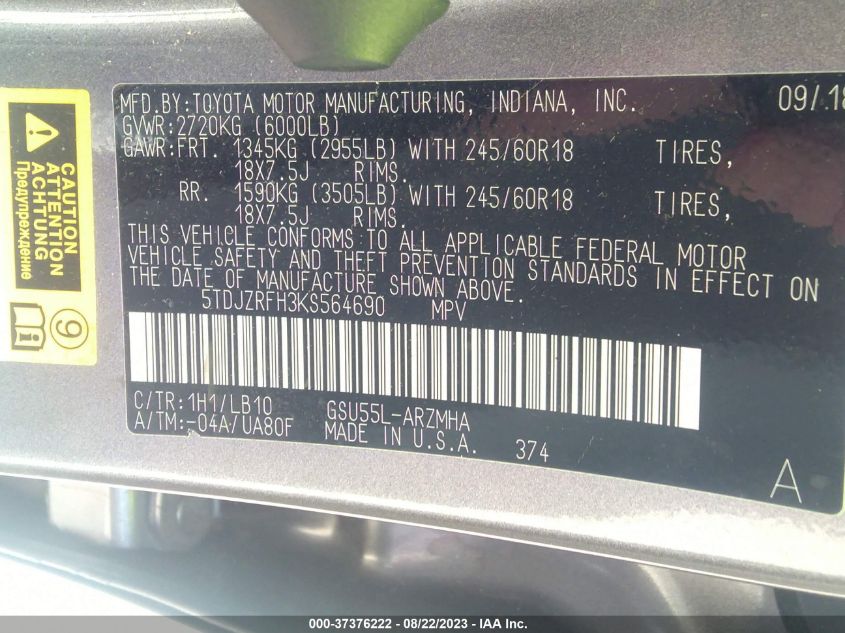 CAUTION
ATTENTION
ACHTUNG
Предупреждение
MFD.BY:TOYOTA MOTOR MANUFACTURING, INDIANA, INC. 09/18
GVWR:2720KG (6000LB)
GAWR:FRT. 1345KG (2955LB) WITH 245/60R18 TIRES,
18X7.5J RIMS.
RR. 1590KG (3505LB) WITH 245/60R18 TIRES,
18X7.5J RIMS.
THIS VEHICLE CONFORMS TO ALL APPLICABLE FEDERAL MOTOR
VEHICLE SAFETY AND THEFT PREVENTION STANDARDS IN EFFECT ON
THE DATE OF MANUFACTURE SHOWN ABOVE.
5TDJZRFH3KS564690 MPV
C/TR:1H1/LB10 GSU55L-ARZMHA
A/TM:-04A/UA80F MADE IN U.S.A. 374
A
9
000-37376222 - 08/22/2023 - IAA Inc.